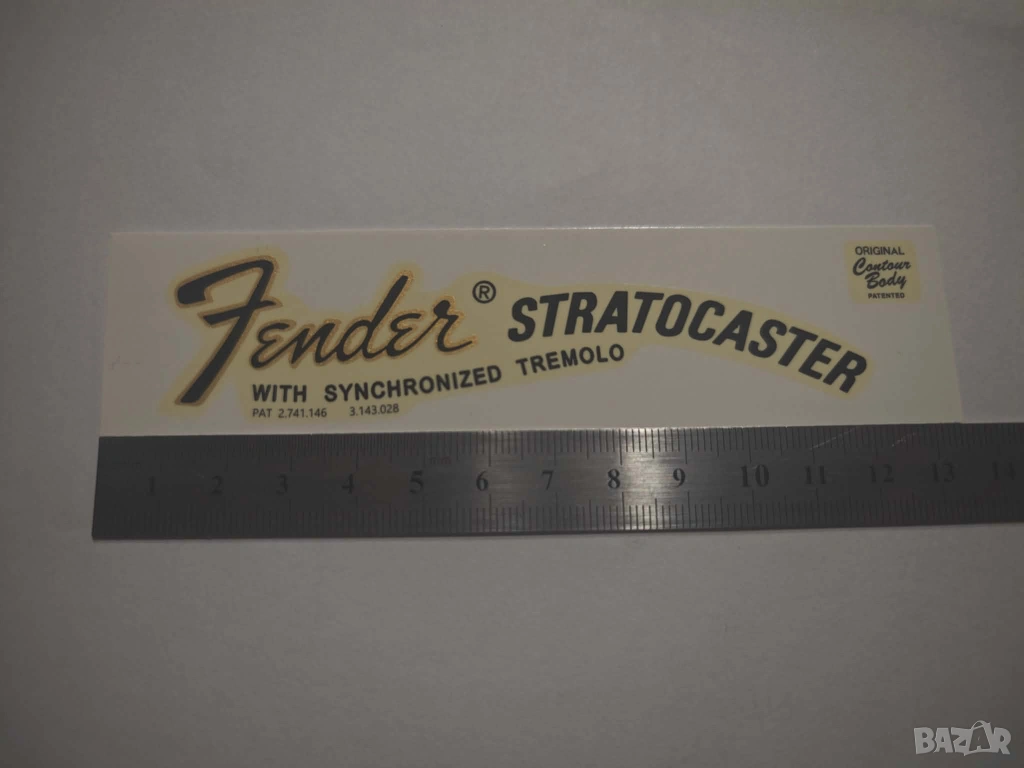 Fender® STRATOCASTER
WITH SYNCHRONIZED TREMOLO
PAT 2.741.146 3.143.028
ORIGINAL
Contour
Body
PATENTED
1 2 3 4 5 mm 6 7 8 9 10 11 12 13 14
BAZAR